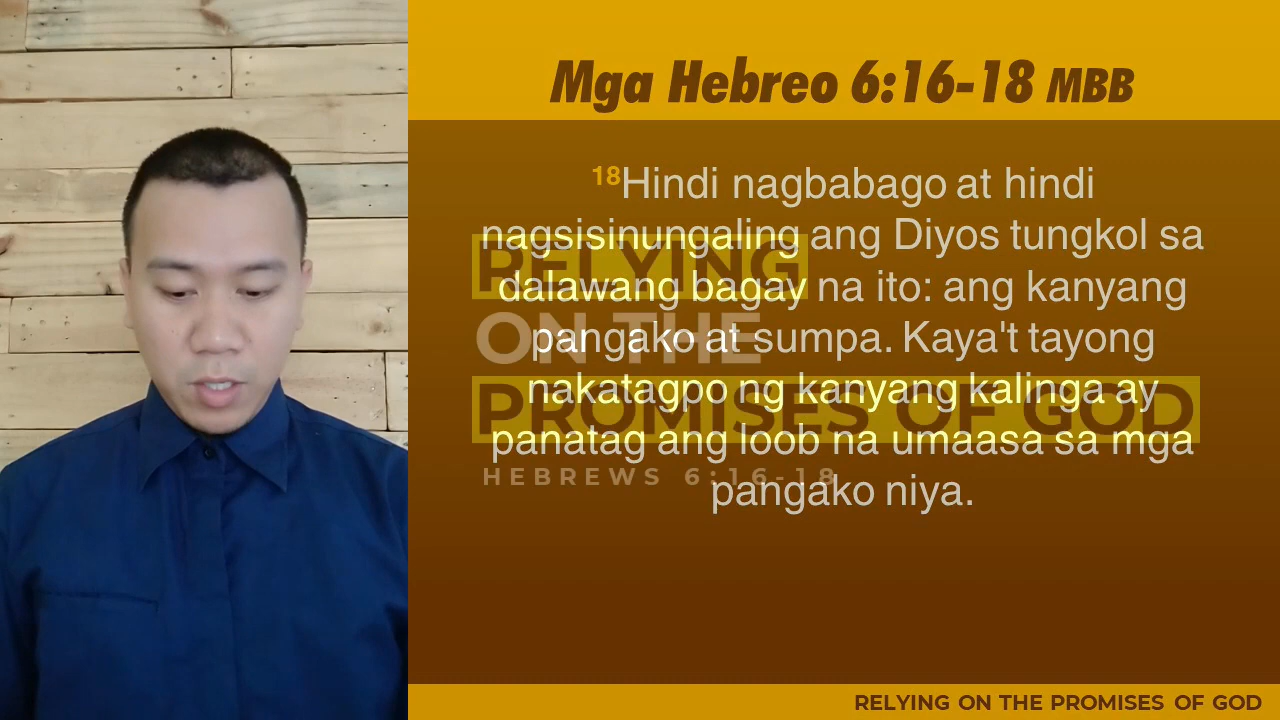 Mga Hebreo 6:16-18 MBB
18Hindi nagbabago at hindi
nagsisinungaling ang Diyos tungkol sa
dalawang bagay na ito: ang kanyang
pangako at sumpa. Kaya't tayong
nakatagpo ng kanyang kalinga ay
panatag ang loob na umaasa sa mga
pangako niya.
RELYING
ON THE
PROMISES OF GOD
HEBREWS 6:16-18
RELYING ON THE PROMISES OF GOD